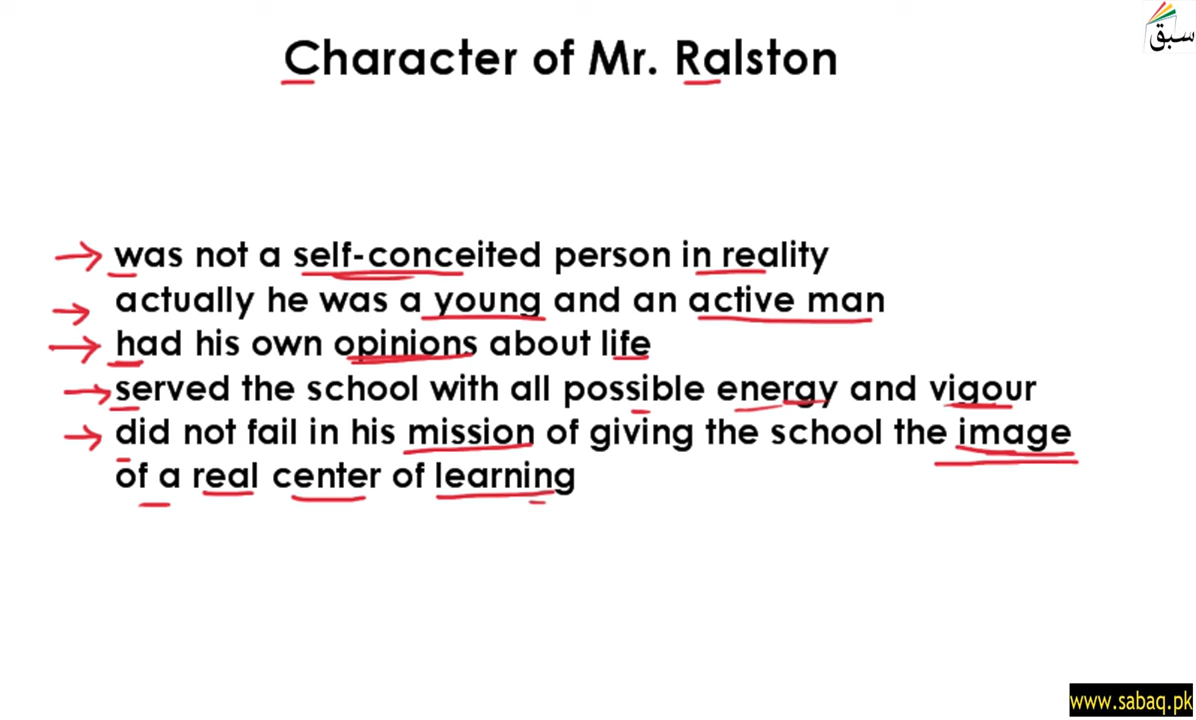 سبق
Character of Mr. Ralston
was not a self-conceited person in reality
actually he was a young and an active man
had his own opinions about life
served the school with all possible energy and vigour
did not fail in his mission of giving the school the image
of a real center of learning
www.sabaq.pk